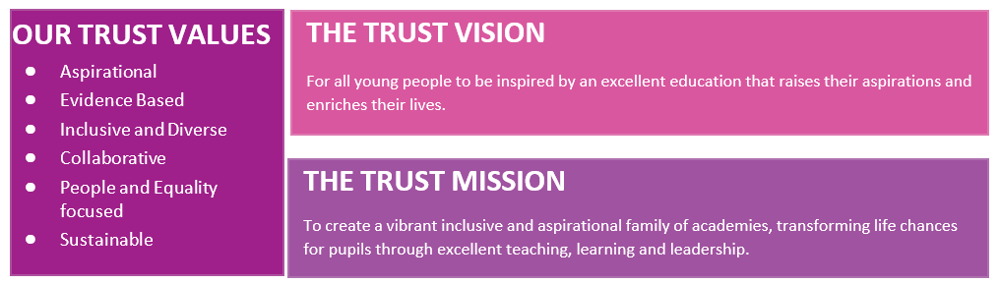 OUR TRUST VALUES
● Aspirational
● Evidence Based
● Inclusive and Diverse
● Collaborative
● People and Equality
focused
● Sustainable
THE TRUST VISION
For all young people to be inspired by an excellent education that raises their aspirations and
enriches their lives.
THE TRUST MISSION
To create a vibrant inclusive and aspirational family of academies, transforming life chances
for pupils through excellent teaching, learning and leadership.